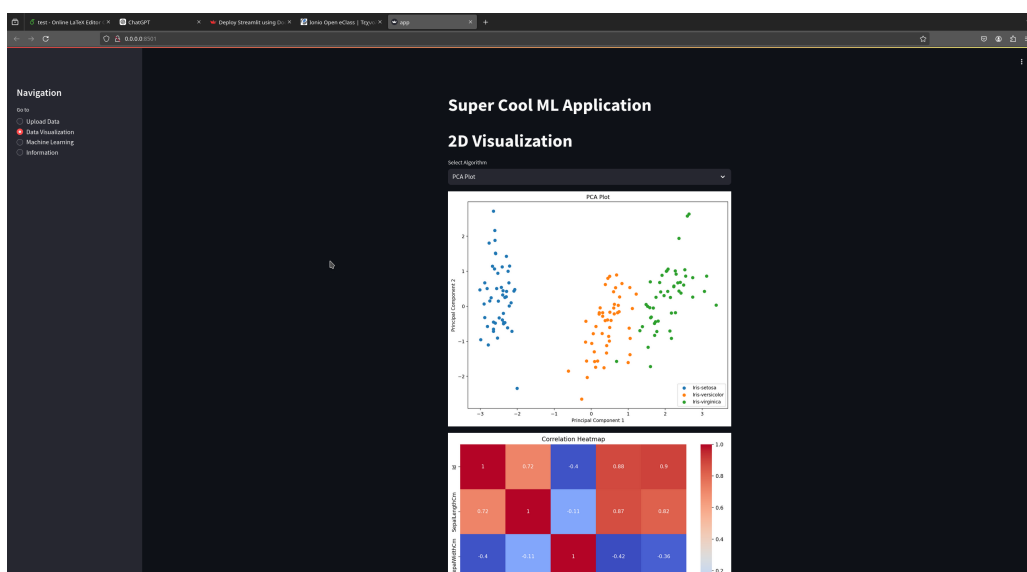 test - Online LaTeX Editor
ChatGPT
Deploy Streamlit using Do
Ionio Open eClass |
app
0.0.0.0:8501
Navigation
Go to
Upload Data
Data Visualization
Machine Learning
Information
Super Cool ML Application
2D Visualization
Select Algorithm
PCA Plot
PCA Plot
Principal Component 2
2
1
0
−1
−2
−3
−2
−1
0
1
2
3
Principal Component 1
Iris-setosa
Iris-versicolor
Iris-virginica
Correlation Heatmap
Id
1
0.72
-0.4
0.88
0.9
SepalLengthCm
0.72
1
-0.11
0.87
0.82
SepalWidthCm
-0.4
-0.11
1
-0.42
-0.36
1.0
0.8
0.6
0.4
0.2